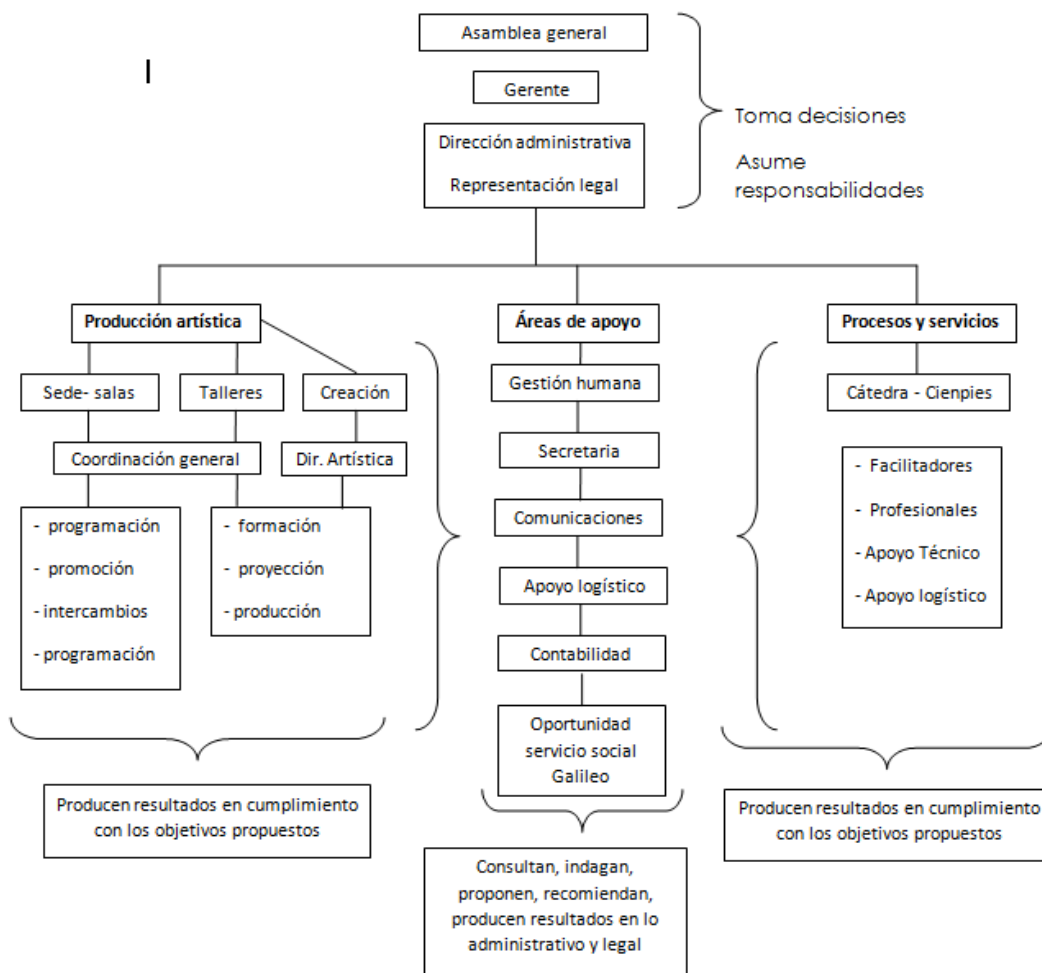 Asamblea general
Gerente
Dirección administrativa
Representación legal
Toma decisiones
Asume
responsabilidades
Producción artística
Áreas de apoyo
Procesos y servicios
Sede- salas
Talleres
Creación
Gestión humana
Cátedra - Cienpies
Coordinación general
Dir. Artística
Secretaria
- programación
- promoción
- intercambios
- programación
- formación
- proyección
- producción
Comunicaciones
Apoyo logístico
Contabilidad
Oportunidad
servicio social
Galileo
- Facilitadores
- Profesionales
- Apoyo Técnico
- Apoyo logístico
Producen resultados en cumplimiento
con los objetivos propuestos
Consultan, indagan,
proponen, recomiendan,
producen resultados en lo
administrativo y legal
Producen resultados en cumplimiento
con los objetivos propuestos